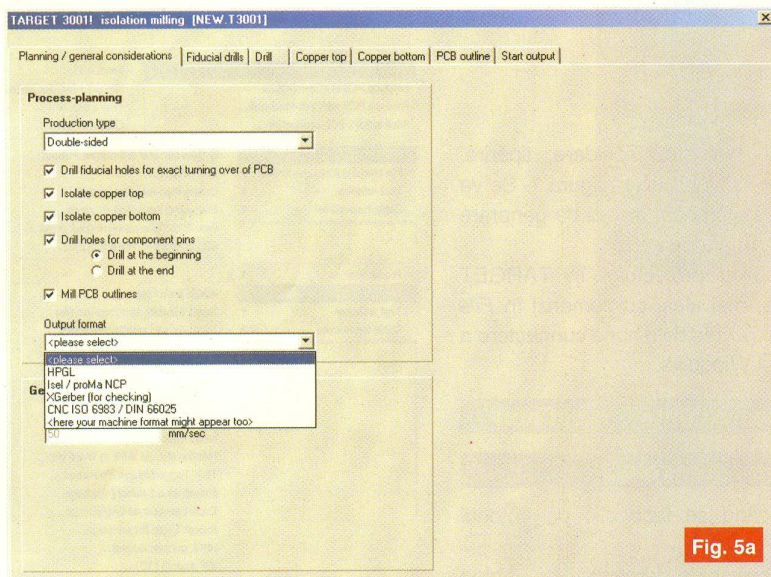 TARGET 3001! isolation milling [NEW.T3001]
Planning / general considerations Fiducial drills Drill Copper top Copper bottom PCB outline Start output
Process-planning
Production type
Double-sided
Drill fiducial holes for exact turning over of PCB
Isolate copper top
Isolate copper bottom
Drill holes for component pins
Drill at the beginning
Drill at the end
Mill PCB outlines
Output format
<please select>
<please select>
HPGL
Isel / proMa NCP
XGerber (for checking)
CNC ISO 6983 / DIN 66025
<here your machine format might appear too>
Ge
50 mm/sec
Fig. 5a